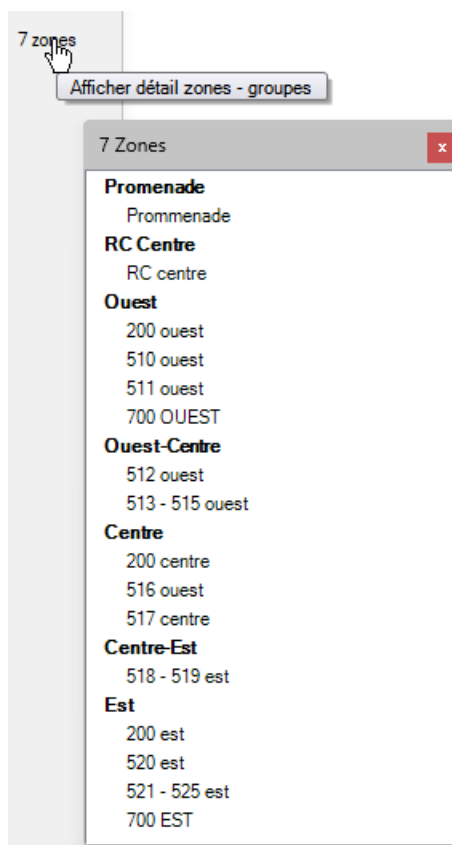 7 zones
Afficher détail zones - groupes
7 Zones
x
Promenade
Prommenade
RC Centre
RC centre
Ouest
200 ouest
510 ouest
511 ouest
700 OUEST
Ouest-Centre
512 ouest
513 - 515 ouest
Centre
200 centre
516 ouest
517 centre
Centre-Est
518 - 519 est
Est
200 est
520 est
521 - 525 est
700 EST